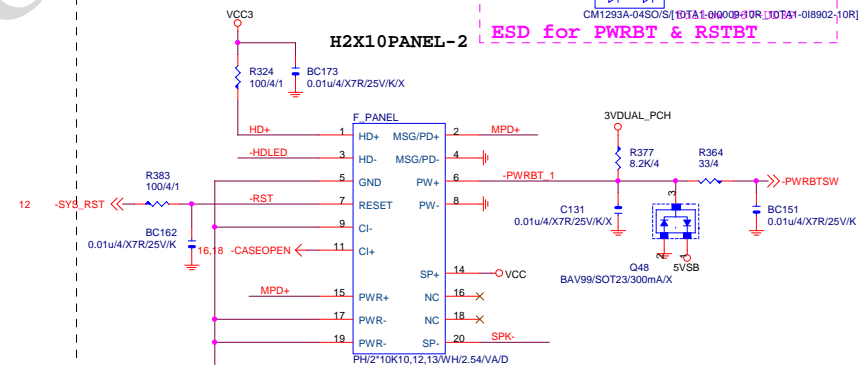 CM1293A-04SO/S/[10TA1-0I0009-10R_10TA1-0I8902-10R]
VCC3
H2X10PANEL-2
ESD for PWRBT & RSTBT
R324
100/4/1
BC173
0.01u/4/X7R/25V/K/X
F_PANEL
3VDUAL_PCH
HD+
1
HD+
MSG/PD+
2
MPD+
-HDLED
3
HD-
MSG/PD-
4
R377
8.2K/4
R364
33/4
R383
100/4/1
5
GND
PW+
6
-PWRBT_1
-PWRBTSW
12
-SYS_RST
-RST
7
RESET
PW-
8
3
C131
0.01u/4/X7R/25V/K/X
BC151
0.01u/4/X7R/25V/K
BC162
0.01u/4/X7R/25V/K
9
CI-
16,18
-CASEOPEN
11
CI+
2
1
Q48
5VSB
BAV99/SOT23/300mA/X
SP+
14
VCC
MPD+
15
PWR+
NC
16
17
PWR-
NC
18
19
PWR-
SP-
20
SPK-
PH/2*10K10,12,13/WH/2.54/VA/D